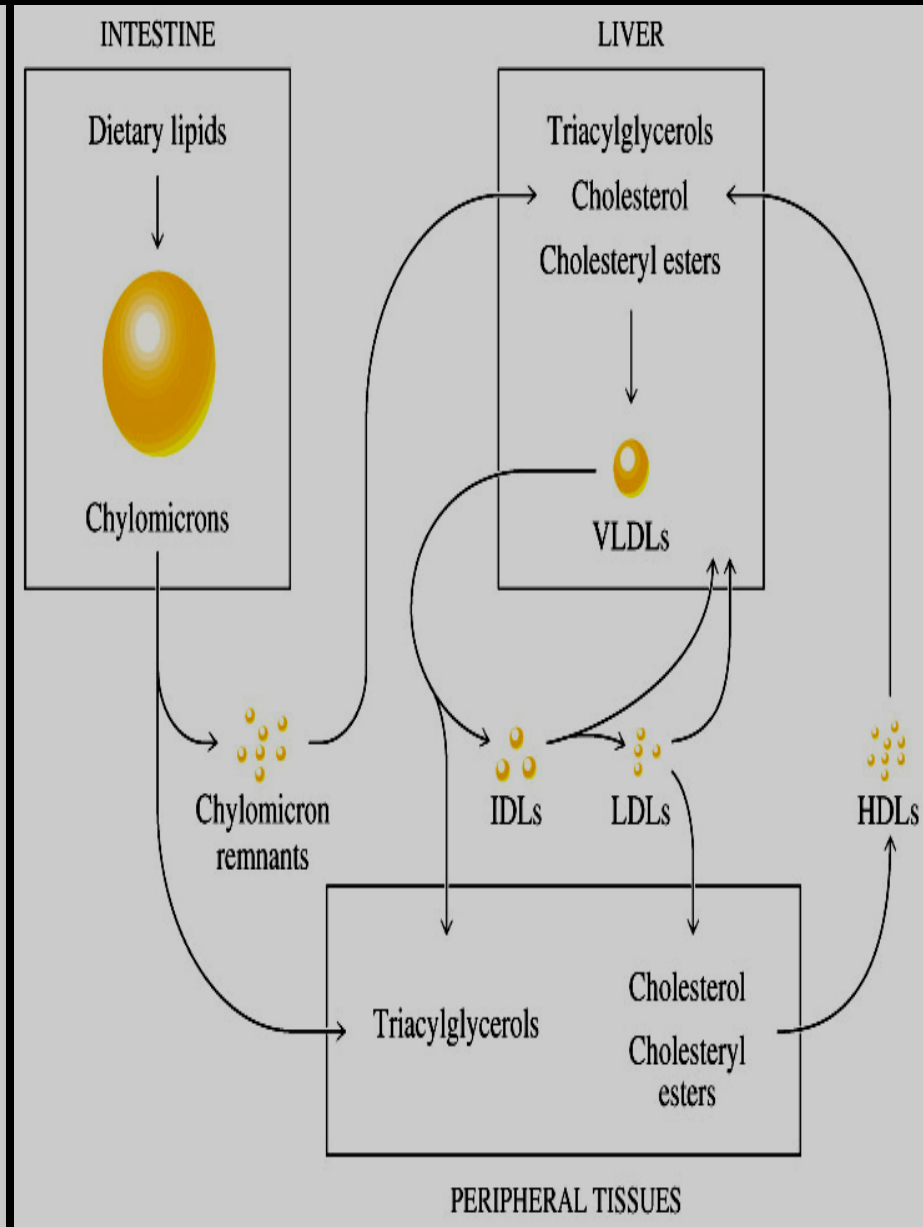 INTESTINE
LIVER
Dietary lipids
Chylomicrons
Triacylglycerols
Cholesterol
Cholesteryl esters
VLDLs
Chylomicron
remnants
IDLs
LDLs
HDLs
Triacylglycerols
Cholesterol
Cholesteryl
esters
PERIPHERAL TISSUES